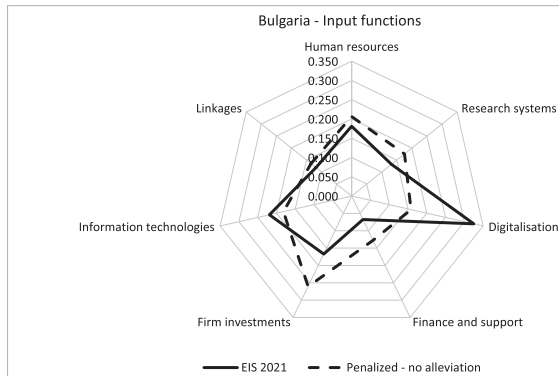 Bulgaria - Input functions
Human resources
0.350
0.300
0.250
0.200
0.150
0.100
0.050
0.000
Linkages
Research systems
Information technologies
Digitalisation
Firm investments
Finance and support
EIS 2021
Penalized - no alleviation